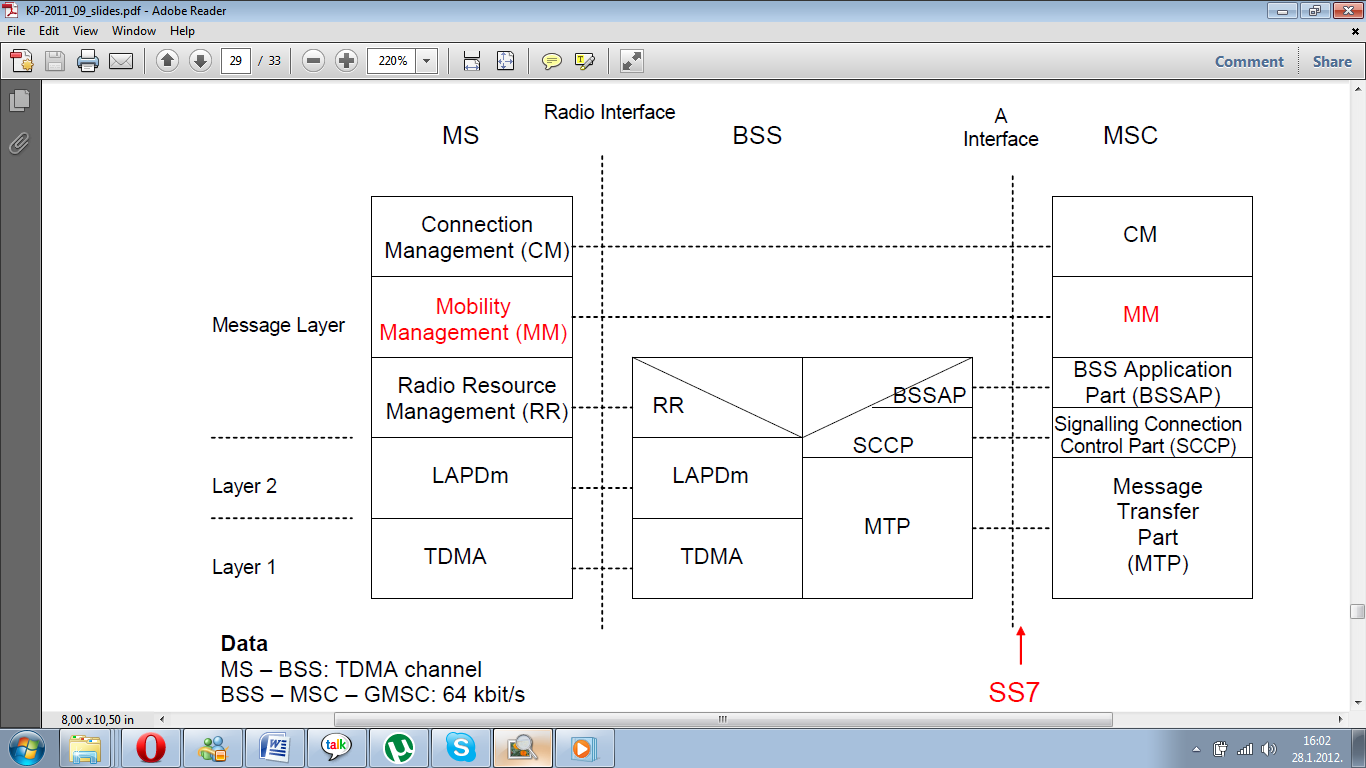 KP-2011_09_slides.pdf - Adobe Reader
File Edit View Window Help
29 / 33 220% Comment Share
Radio Interface
A
Interface
MS BSS MSC
Connection
Management (CM)
CM
Mobility
Management (MM)
MM
Message Layer
Radio Resource
Management (RR)
RR
BSSAP
SCCP
BSS Application
Part (BSSAP)
Signalling Connection
Control Part (SCCP)
Layer 2
LAPDm
LAPDm
MTP
Message
Transfer
Part
(MTP)
Layer 1
TDMA
TDMA
Data
MS – BSS: TDMA channel
BSS – MSC – GMSC: 64 kbit/s
SS7
8,00 x 10,50 in
W talk µ S
16:02
28.1.2012.